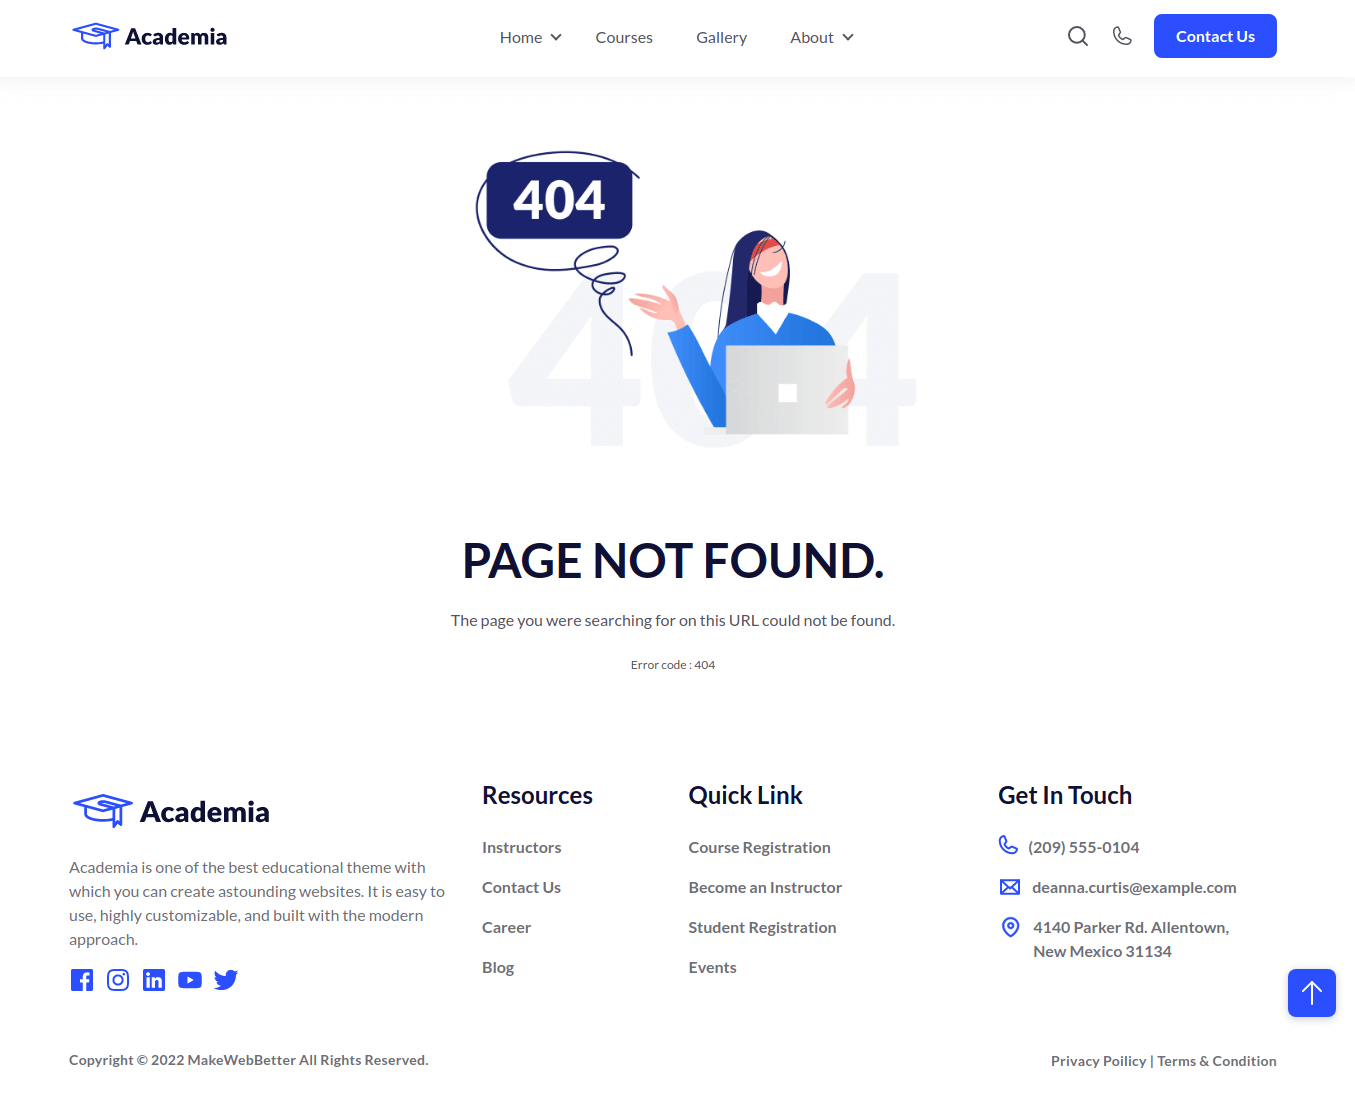 Academia
Home Courses Gallery About Contact Us
404
404
PAGE NOT FOUND.
The page you were searching for on this URL could not be found.
Error code : 404
Academia
Academia is one of the best educational theme with
which you can create astounding websites. It is easy to
use, highly customizable, and built with the modern
approach.
Resources
Instructors
Contact Us
Career
Blog
Quick Link
Course Registration
Become an Instructor
Student Registration
Events
Get In Touch
(209) 555-0104
deanna.curtis@example.com
4140 Parker Rd. Allentown,
New Mexico 31134
Copyright © 2022 MakeWebBetter All Rights Reserved.
Privacy Poilicy | Terms & Condition